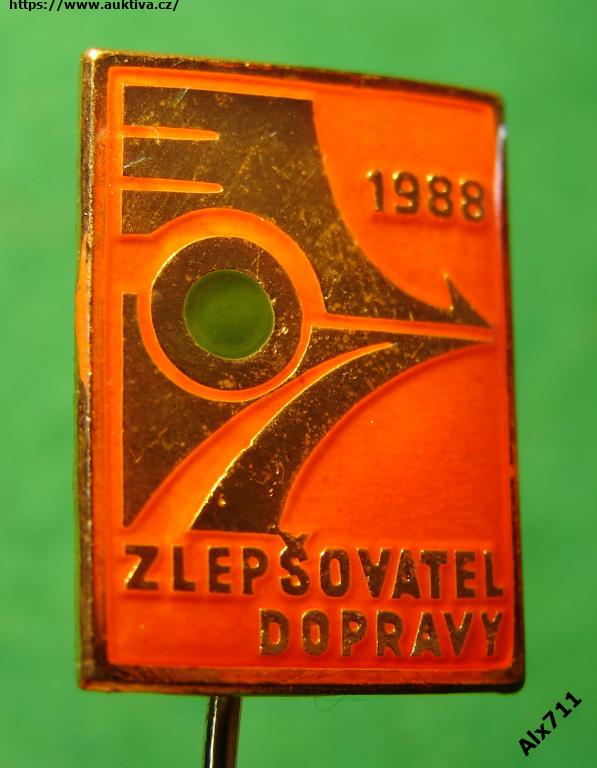 https://www.auktiva.cz/
1988
ZLEPŠOVATEL
DOPRAVY
Alx711